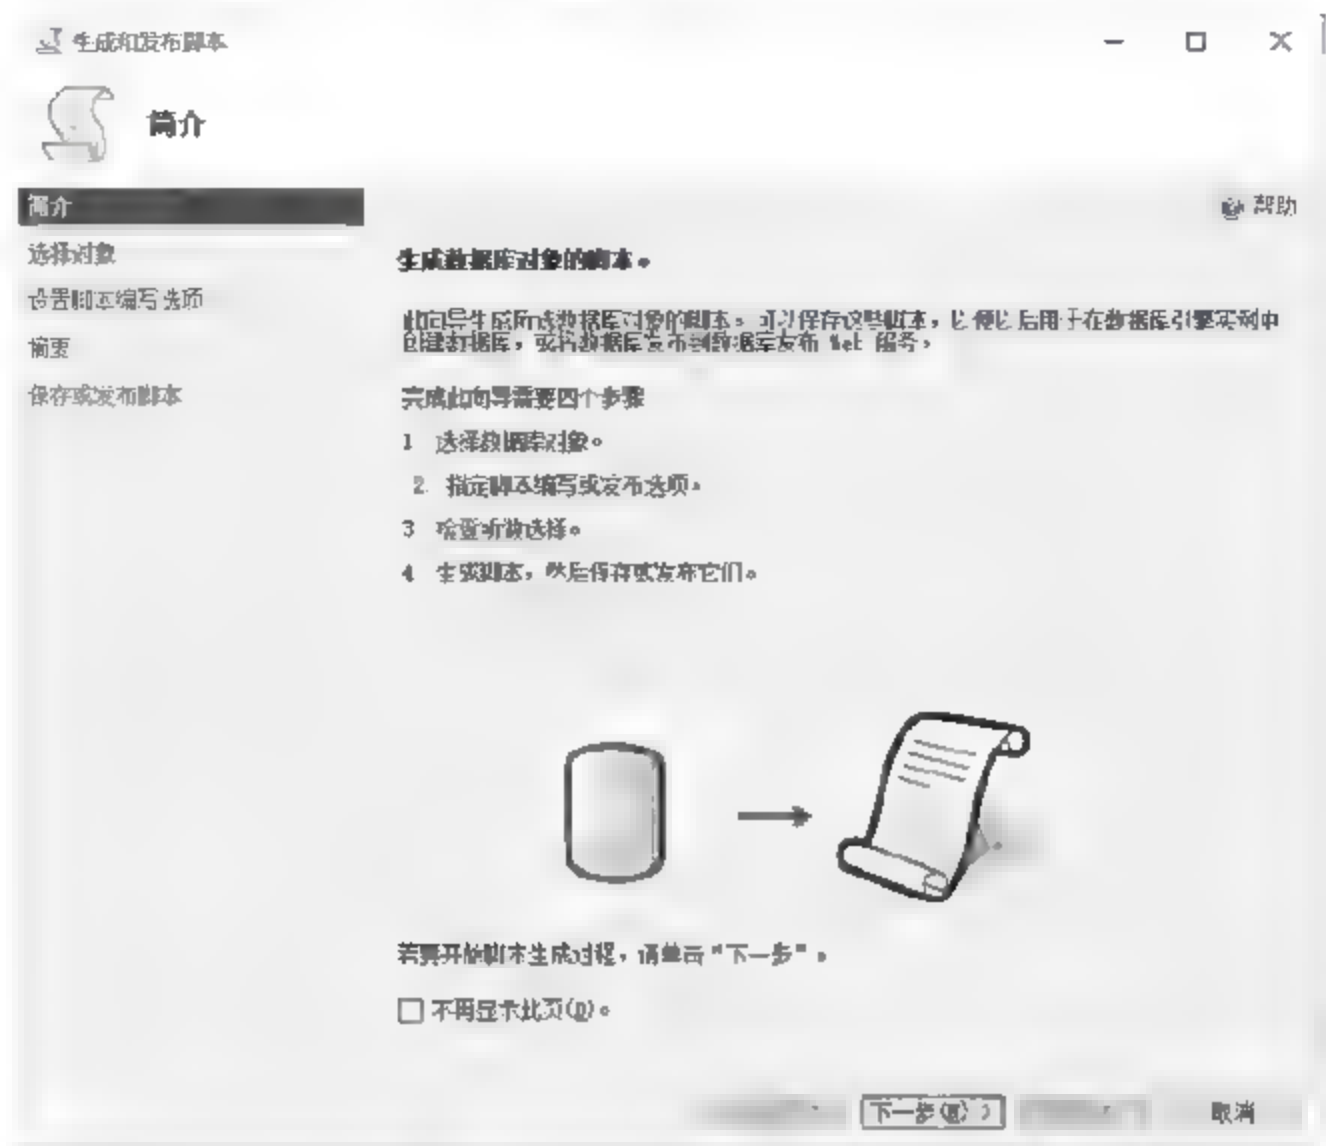 生成和发布脚本
简介
简介
帮助
选择对象
设置脚本编写选项
摘要
保存或发布脚本
生成数据库对象的脚本。
此向导生成所选数据库对象的脚本。可以保存这些脚本，以便以后用于在数据库引擎实例中
创建数据库，或将数据库发布到数据库发布 Web 服务。
完成此向导需要四个步骤
1 选择数据库对象。
2. 指定脚本编写或发布选项。
3 检查所做选择。
4 生成脚本，然后保存或发布它们。
若要开始脚本生成过程，请单击“下一步”。
不再显示此页(D)。
下一步(N) >
取消